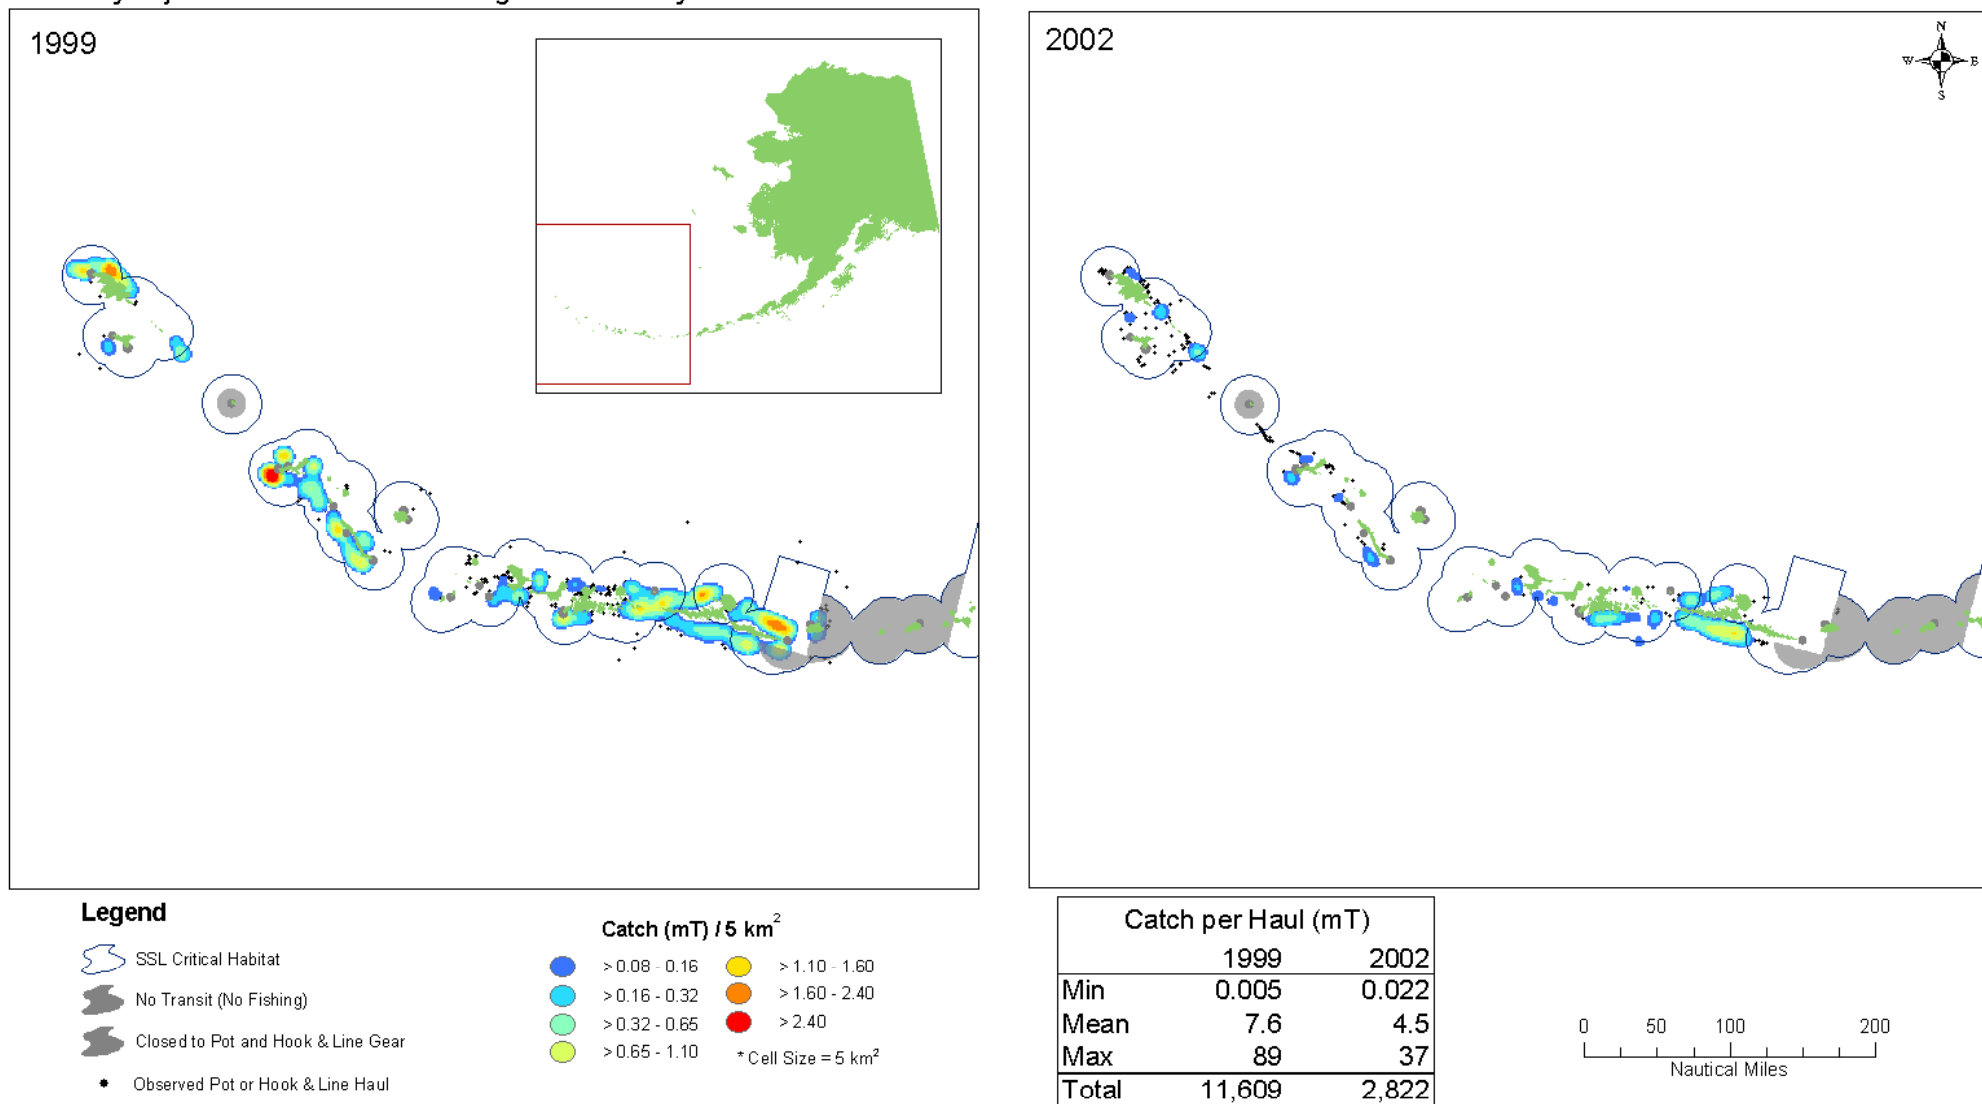 1999
2002
N
W
E
S
Legend
SSL Critical Habitat
No Transit (No Fishing)
Closed to Pot and Hook & Line Gear
Observed Pot or Hook & Line Haul
Catch (mT) / 5 km²
> 0.08 - 0.16
> 0.16 - 0.32
> 0.32 - 0.65
> 0.65 - 1.10
> 1.10 - 1.60
> 1.60 - 2.40
> 2.40
* Cell Size = 5 km²
Catch per Haul (mT)
1999 2002
Min 0.005 0.022
Mean 7.6 4.5
Max 89 37
Total 11,609 2,822
0 50 100 200
Nautical Miles